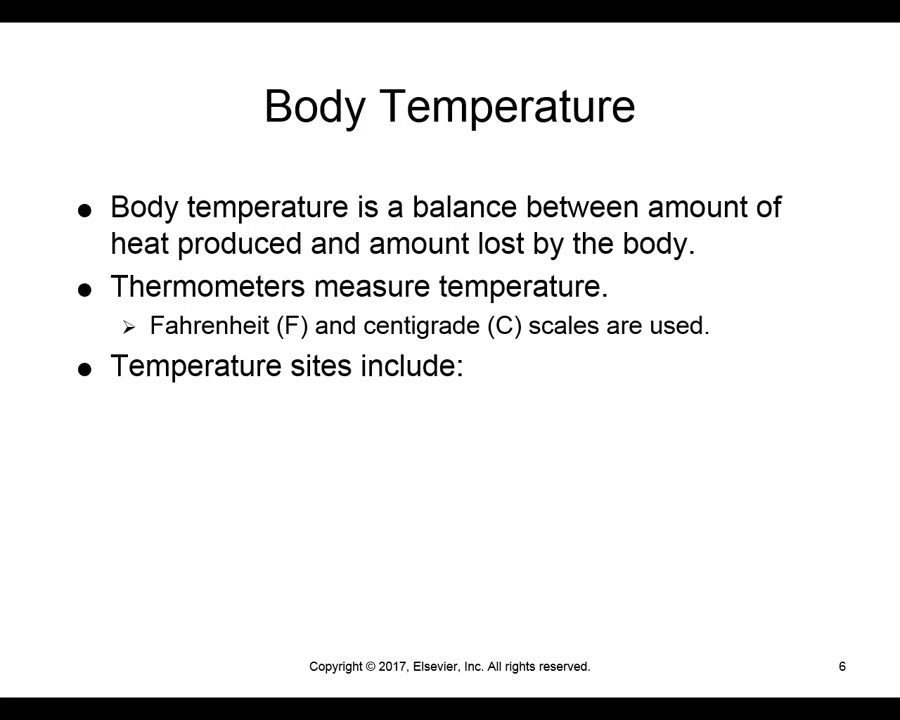 Body Temperature
● Body temperature is a balance between amount of
heat produced and amount lost by the body.
● Thermometers measure temperature.
➢ Fahrenheit (F) and centigrade (C) scales are used.
● Temperature sites include:
Copyright © 2017, Elsevier, Inc. All rights reserved.
6